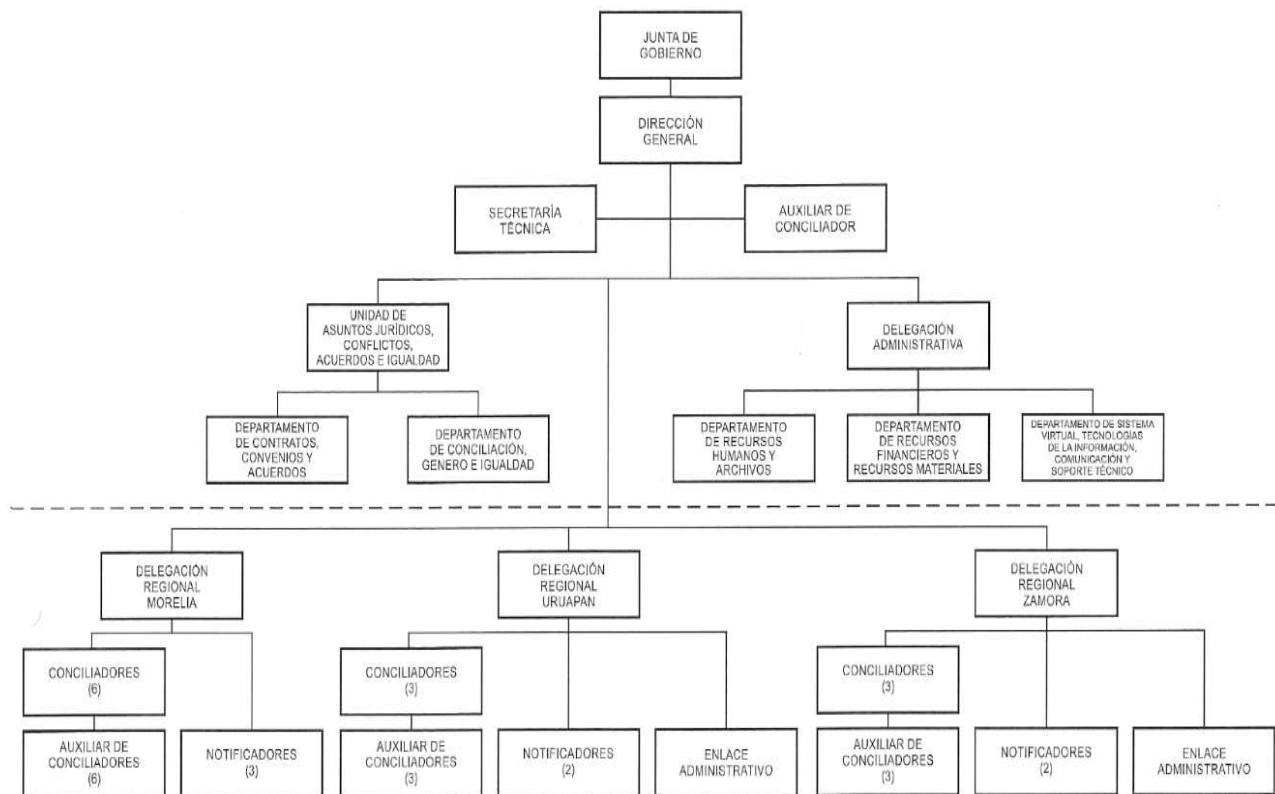 JUNTA DE
GOBIERNO
DIRECCIÓN
GENERAL
SECRETARÍA
TÉCNICA
AUXILIAR DE
CONCILIADOR
UNIDAD DE
ASUNTOS JURÍDICOS,
CONFLICTOS,
ACUERDOS E IGUALDAD
DELEGACIÓN
ADMINISTRATIVA
DEPARTAMENTO
DE CONTRATOS,
CONVENIOS Y
ACUERDOS
DEPARTAMENTO
DE CONCILIACIÓN,
GENERO E IGUALDAD
DEPARTAMENTO
DE RECURSOS
HUMANOS Y
ARCHIVOS
DEPARTAMENTO
DE RECURSOS
FINANCIEROS Y
RECURSOS MATERIALES
DEPARTAMENTO DE SISTEMA
VIRTUAL, TECNOLOGÍAS
DE LA INFORMACIÓN,
COMUNICACIÓN Y
SOPORTE TÉCNICO
DELEGACIÓN
REGIONAL
MORELIA
DELEGACIÓN
REGIONAL
URUAPAN
DELEGACIÓN
REGIONAL
ZAMORA
CONCILIADORES
(6)
CONCILIADORES
(3)
CONCILIADORES
(3)
AUXILIAR DE
CONCILIADORES
(6)
NOTIFICADORES
(3)
AUXILIAR DE
CONCILIADORES
(3)
NOTIFICADORES
(2)
ENLACE
ADMINISTRATIVO
AUXILIAR DE
CONCILIADORES
(3)
NOTIFICADORES
(2)
ENLACE
ADMINISTRATIVO